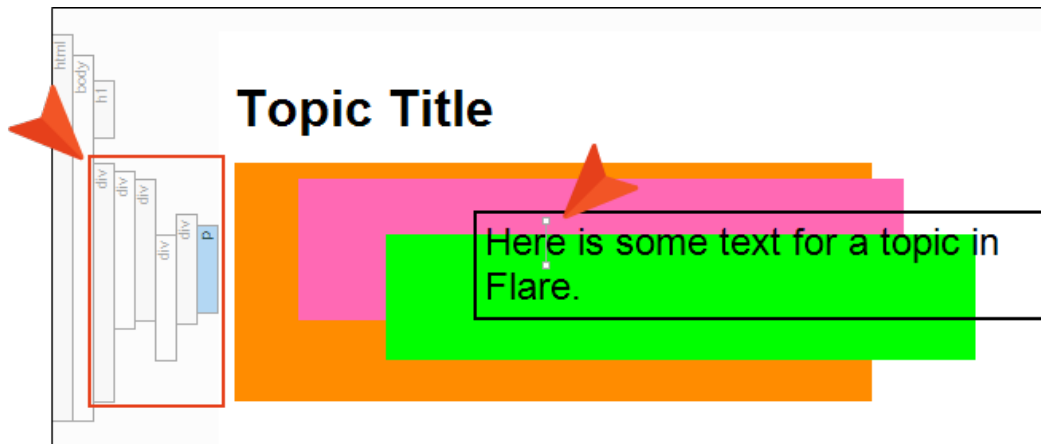 html
body
h1
Topic Title
div
div
div
div
div
p
Here is some text for a topic in
Flare.